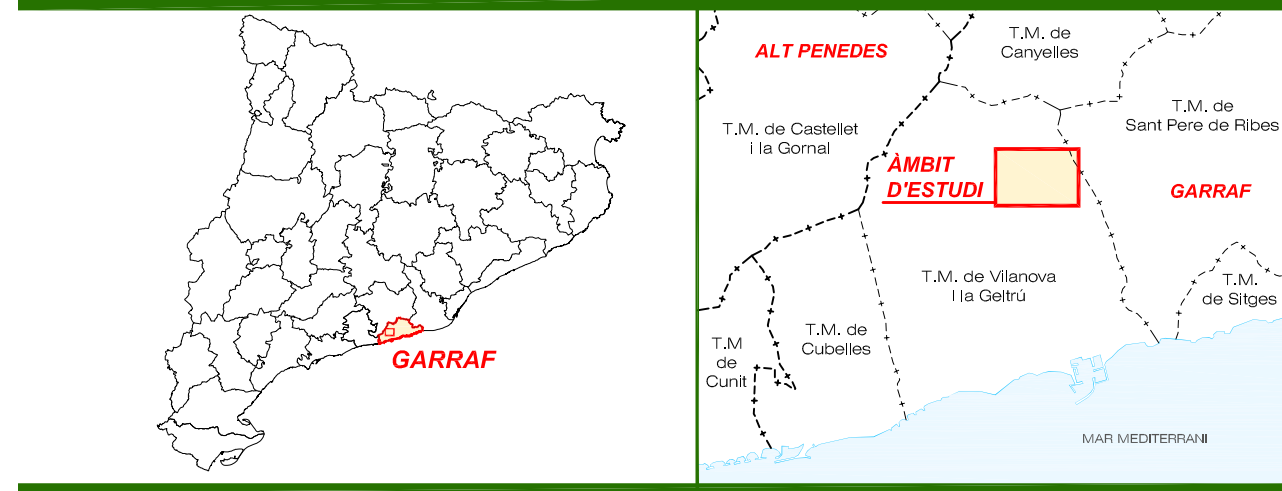 GARRAF
ALT PENEDES
T.M. de
Canyelles
T.M. de
Sant Pere de Ribes
T.M. de Castellet
i la Gornal
ÀMBIT
D'ESTUDI
GARRAF
T.M. de Vilanova
I la Geltrú
T.M.
de Sitges
T.M. de
Cubelles
T.M
de
Cunit
MAR MEDITERRANI